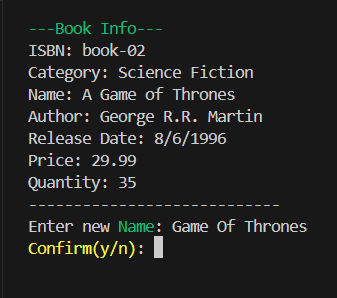 ---Book Info---
ISBN: book-02
Category: Science Fiction
Name: A Game of Thrones
Author: George R.R. Martin
Release Date: 8/6/1996
Price: 29.99
Quantity: 35
----------------------------
Enter new Name: Game Of Thrones
Confirm(y/n):